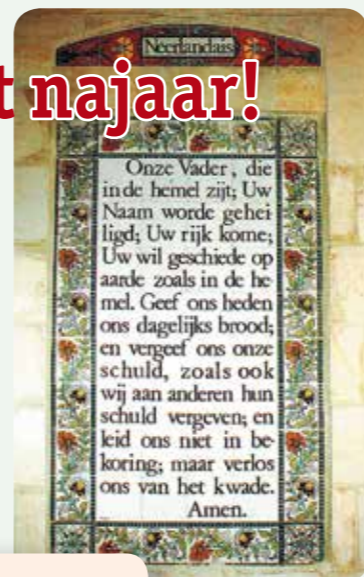 Neerlandais
t najaar!
Onze Vader, die
in de hemel zijt; Uw
Naam worde gehei
ligd; Uw rijk kome;
Uw wil geschiede op
aarde zoals in de he-
mel. Geef ons heden
ons dagelijks brood;
en vergeef ons onze
schuld, zoals ook
wij aan anderen hun
schuld vergeven; en
leid ons niet in be-
koring; maar verlos
ons van het kwade.
Amen.